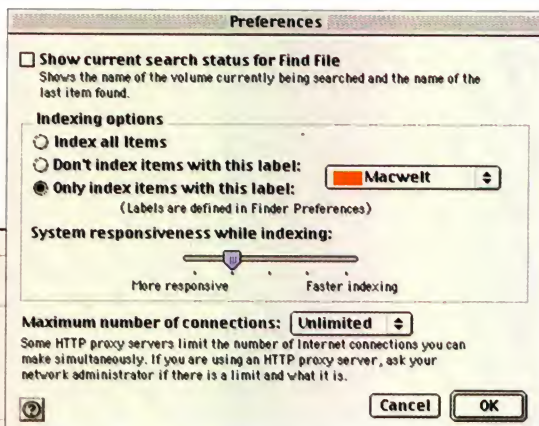 Preferences
Show current search status for Find File
Shows the name of the volume currently being searched and the name of the
last item found.
Indexing options
Index all Items
Don't index items with this label:
Only index items with this label:
Macwelt
(Labels are defined in Finder Preferences)
System responsiveness while indexing:
More responsive
Faster indexing
Maximum number of connections:
Unlimited
Some HTTP proxy servers limit the number of Internet connections you can
make simultaneously. If you are using an HTTP proxy server, ask your
network administrator if there is a limit and what it is.
?
Cancel
OK